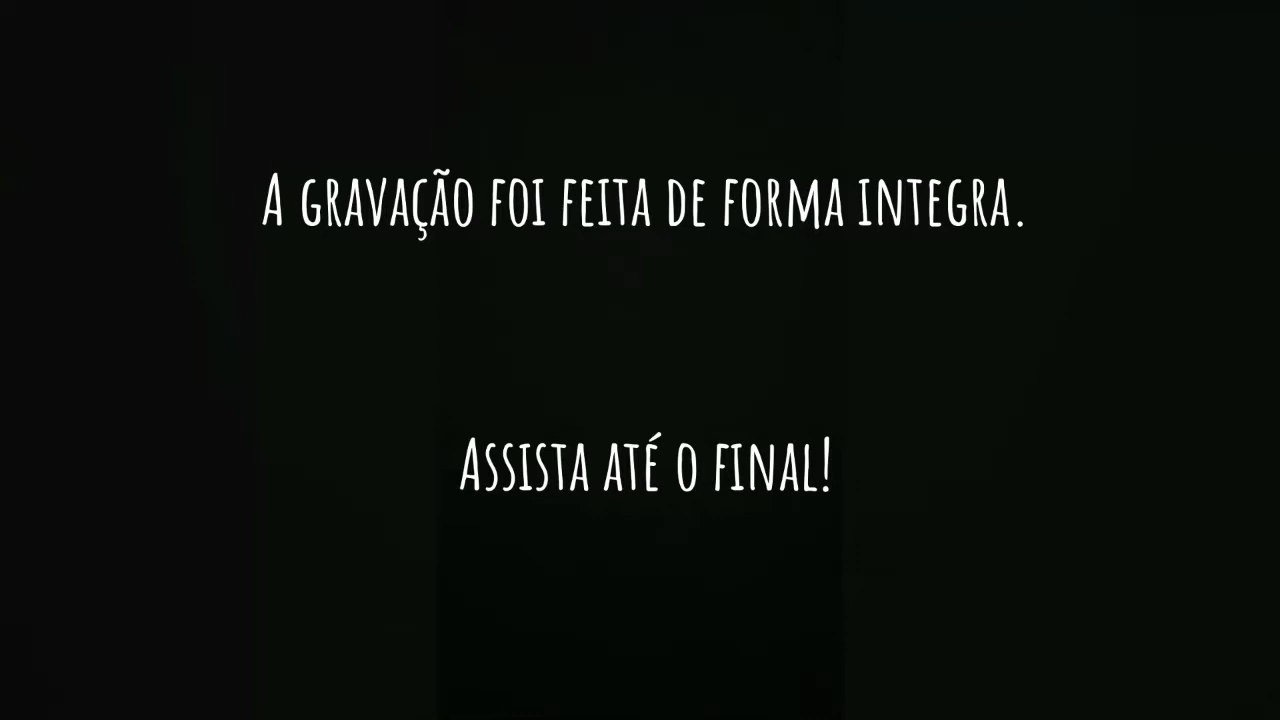 A gravação foi feita de forma integra.
Assista até o final!